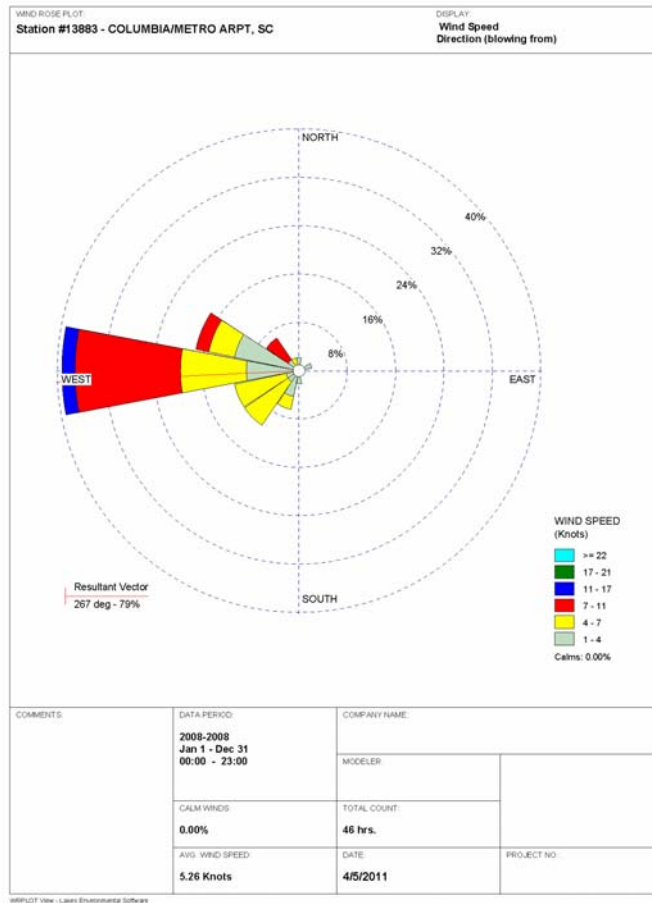 WIND ROSE PLOT:
Station #13883 - COLUMBIA/METRO ARPT, SC
DISPLAY:
Wind Speed
Direction (blowing from)
NORTH
40%
32%
24%
16%
8%
WEST
EAST
SOUTH
Resultant Vector
267 deg - 79%
WIND SPEED
(Knots)
>= 22
17 - 21
11 - 17
7 - 11
4 - 7
1 - 4
Calms: 0.00%
COMMENTS:
DATA PERIOD:
2008-2008
Jan 1 - Dec 31
00:00 - 23:00
COMPANY NAME:
MODELER:
CALM WINDS:
0.00%
TOTAL COUNT:
46 hrs.
AVG. WIND SPEED:
5.26 Knots
DATE:
4/5/2011
PROJECT NO.:
WRPLOT View - Lakes Environmental Software